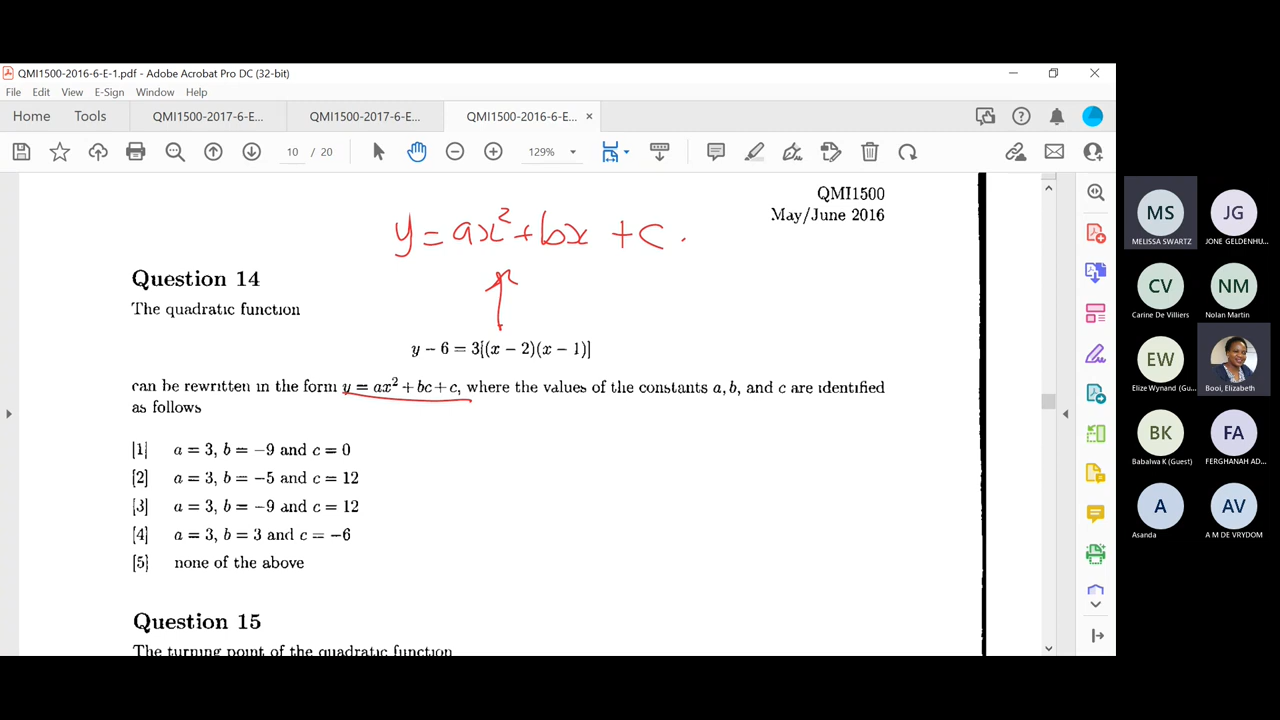 QMI1500-2016-6-E-1.pdf - Adobe Acrobat Pro DC (32-bit)
File Edit View E-Sign Window Help
Home Tools QMI1500-2017-6-E... QMI1500-2017-6-E... QMI1500-2016-6-E... ×
10 / 20 129%
QMI1500
May/June 2016
y = ax² + bx + c .
Question 14
The quadratic function
y − 6 = 3[(x − 2)(x − 1)]
can be rewritten in the form y = ax² + bc + c, where the values of the constants a, b, and c are identified
as follows
[1] a = 3, b = −9 and c = 0
[2] a = 3, b = −5 and c = 12
[3] a = 3, b = −9 and c = 12
[4] a = 3, b = 3 and c = −6
[5] none of the above
Question 15
The turning point of the quadratic function
MS JG
MELISSA SWARTZ JONE GELDENHU...
CV NM
Carine De Villiers Nolan Martin
EW
Elize Wynand (Gu... Booi, Elizabeth
BK FA
Babalwa K (Guest) FERGHANAH AD...
A AV
Asanda A M DE VRYDOM